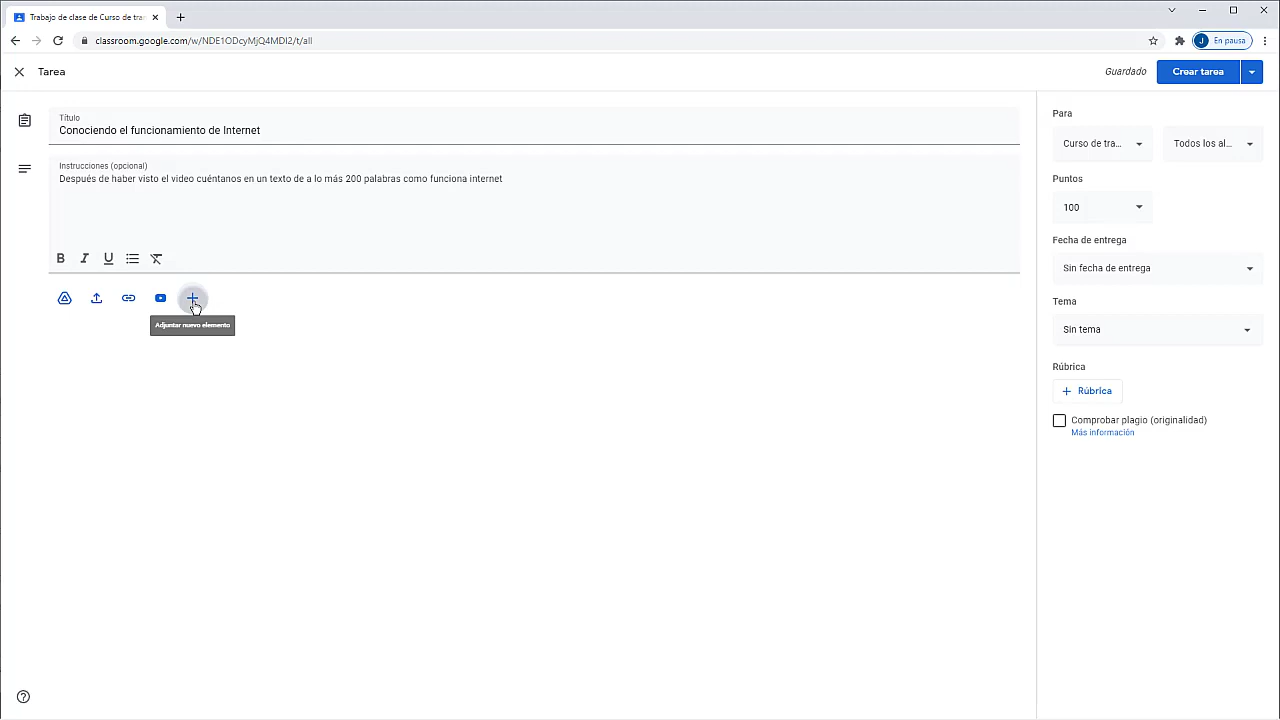 Trabajo de clase de Curso de tra
classroom.google.com/w/NDE1ODcyMjQ4MDI2/t/all
J En pausa
Tarea
Guardado
Crear tarea
Título
Conociendo el funcionamiento de Internet
Instrucciones (opcional)
Después de haber visto el video cuéntanos en un texto de a lo más 200 palabras como funciona internet
B I U
Adjuntar nuevo elemento
Para
Curso de tra... Todos los al...
Puntos
100
Fecha de entrega
Sin fecha de entrega
Tema
Sin tema
Rúbrica
+ Rúbrica
Comprobar plagio (originalidad)
Más información